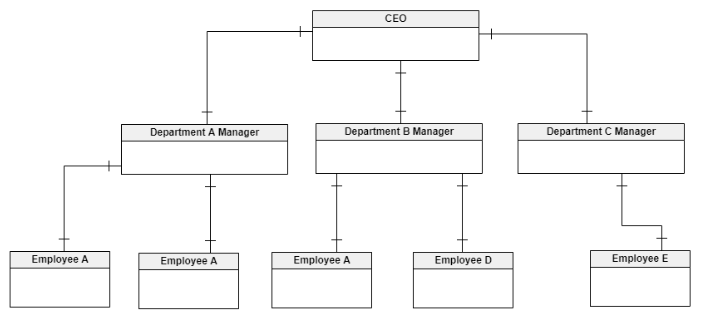 CEO
Department A Manager
Department B Manager
Department C Manager
Employee A
Employee A
Employee A
Employee D
Employee E